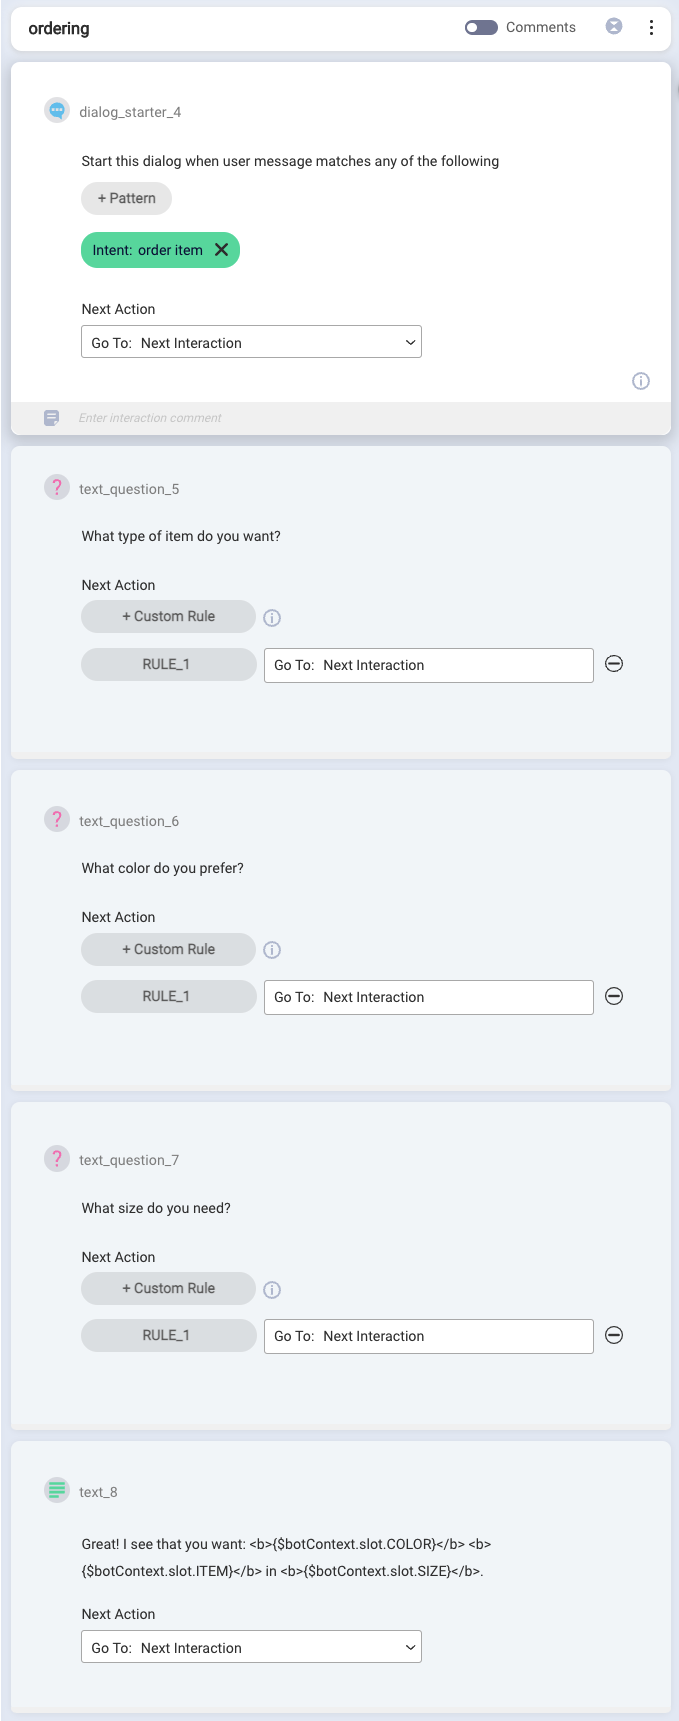 ordering
Comments
dialog_starter_4
Start this dialog when user message matches any of the following
+ Pattern
Intent: order item
Next Action
Go To: Next Interaction
Enter interaction comment
? text_question_5
What type of item do you want?
Next Action
+ Custom Rule
RULE_1 Go To: Next Interaction
? text_question_6
What color do you prefer?
Next Action
+ Custom Rule
RULE_1 Go To: Next Interaction
? text_question_7
What size do you need?
Next Action
+ Custom Rule
RULE_1 Go To: Next Interaction
text_8
Great! I see that you want: <b>{$botContext.slot.COLOR}</b> <b>
{$botContext.slot.ITEM}</b> in <b>{$botContext.slot.SIZE}</b>.
Next Action
Go To: Next Interaction